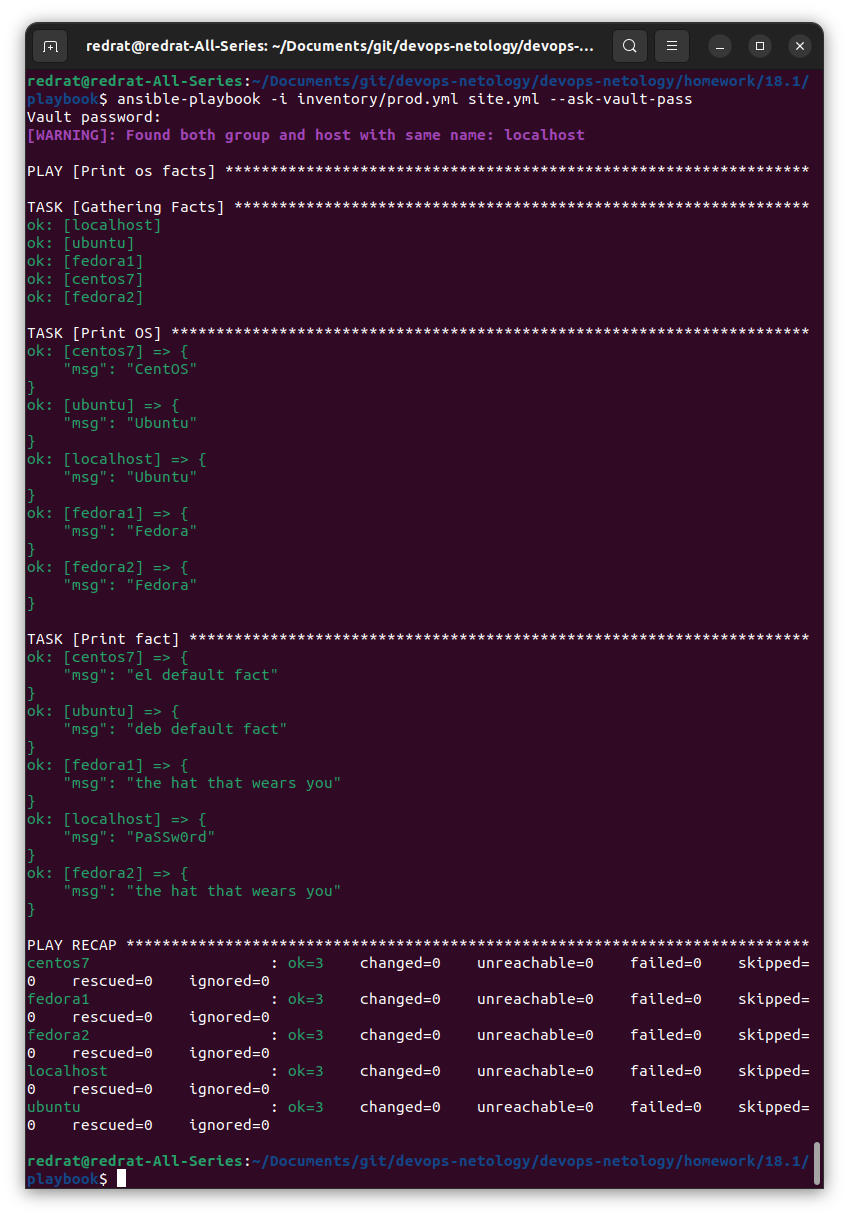 redrat@redrat-All-Series: ~/Documents/git/devops-netology/devops-...
redrat@redrat-All-Series:~/Documents/git/devops-netology/devops-netology/homework/18.1/
playbook$ ansible-playbook -i inventory/prod.yml site.yml --ask-vault-pass
Vault password:
[WARNING]: Found both group and host with same name: localhost

PLAY [Print os facts] *****************************************************************

TASK [Gathering Facts] ****************************************************************
ok: [localhost]
ok: [ubuntu]
ok: [fedora1]
ok: [centos7]
ok: [fedora2]

TASK [Print OS] ***********************************************************************
ok: [centos7] => {
    "msg": "CentOS"
}
ok: [ubuntu] => {
    "msg": "Ubuntu"
}
ok: [localhost] => {
    "msg": "Ubuntu"
}
ok: [fedora1] => {
    "msg": "Fedora"
}
ok: [fedora2] => {
    "msg": "Fedora"
}

TASK [Print fact] *********************************************************************
ok: [centos7] => {
    "msg": "el default fact"
}
ok: [ubuntu] => {
    "msg": "deb default fact"
}
ok: [fedora1] => {
    "msg": "the hat that wears you"
}
ok: [localhost] => {
    "msg": "PaSSw0rd"
}
ok: [fedora2] => {
    "msg": "the hat that wears you"
}

PLAY RECAP ****************************************************************************
centos7                    : ok=3    changed=0    unreachable=0    failed=0    skipped=
0    rescued=0    ignored=0
fedora1                    : ok=3    changed=0    unreachable=0    failed=0    skipped=
0    rescued=0    ignored=0
fedora2                    : ok=3    changed=0    unreachable=0    failed=0    skipped=
0    rescued=0    ignored=0
localhost                  : ok=3    changed=0    unreachable=0    failed=0    skipped=
0    rescued=0    ignored=0
ubuntu                     : ok=3    changed=0    unreachable=0    failed=0    skipped=
0    rescued=0    ignored=0

redrat@redrat-All-Series:~/Documents/git/devops-netology/devops-netology/homework/18.1/
playbook$